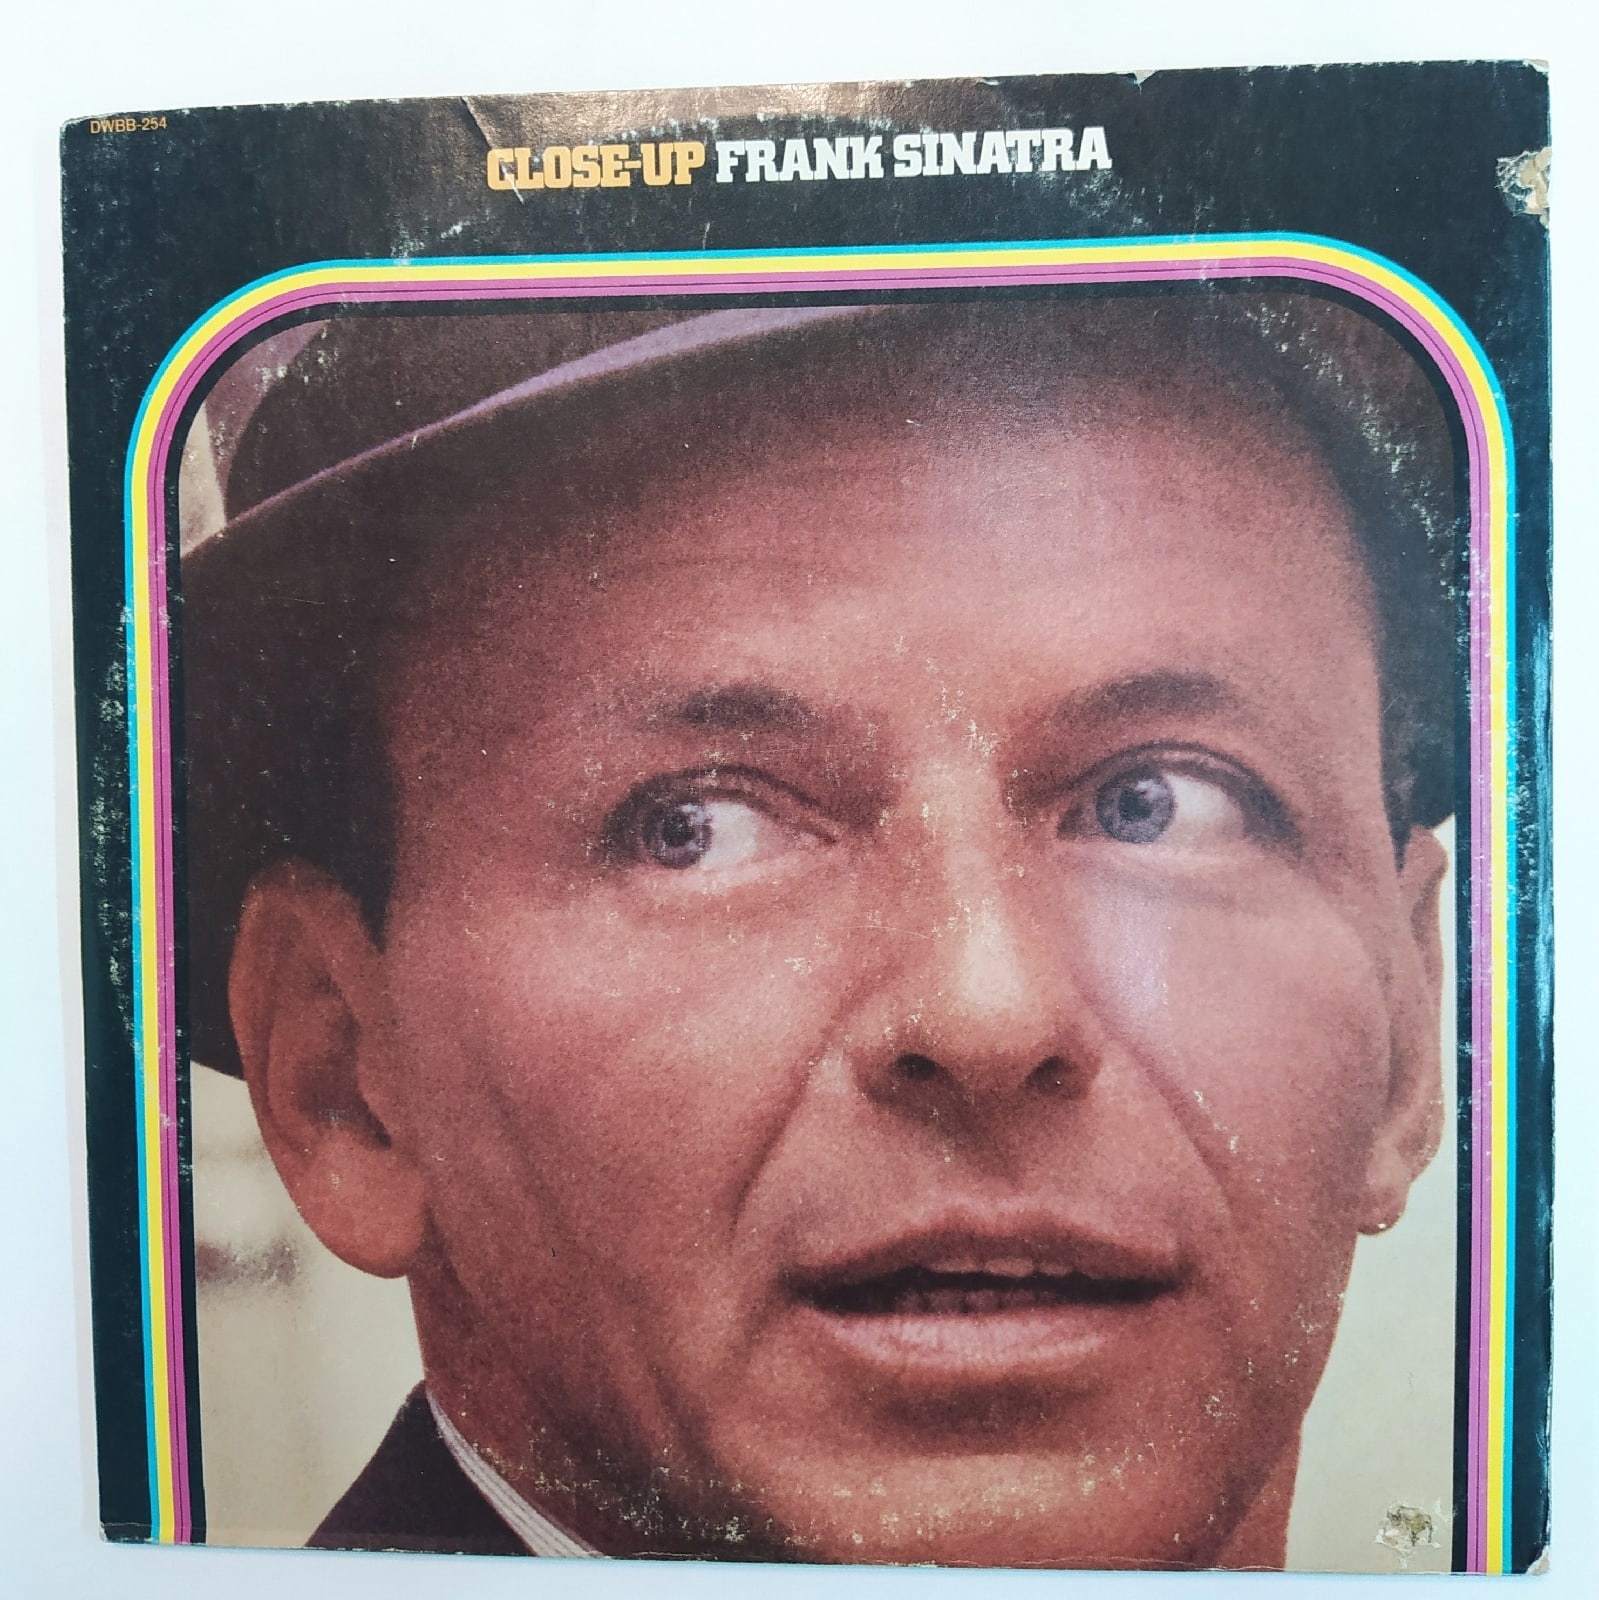 DWBB-254
CLOSE-UP FRANK SINATRA